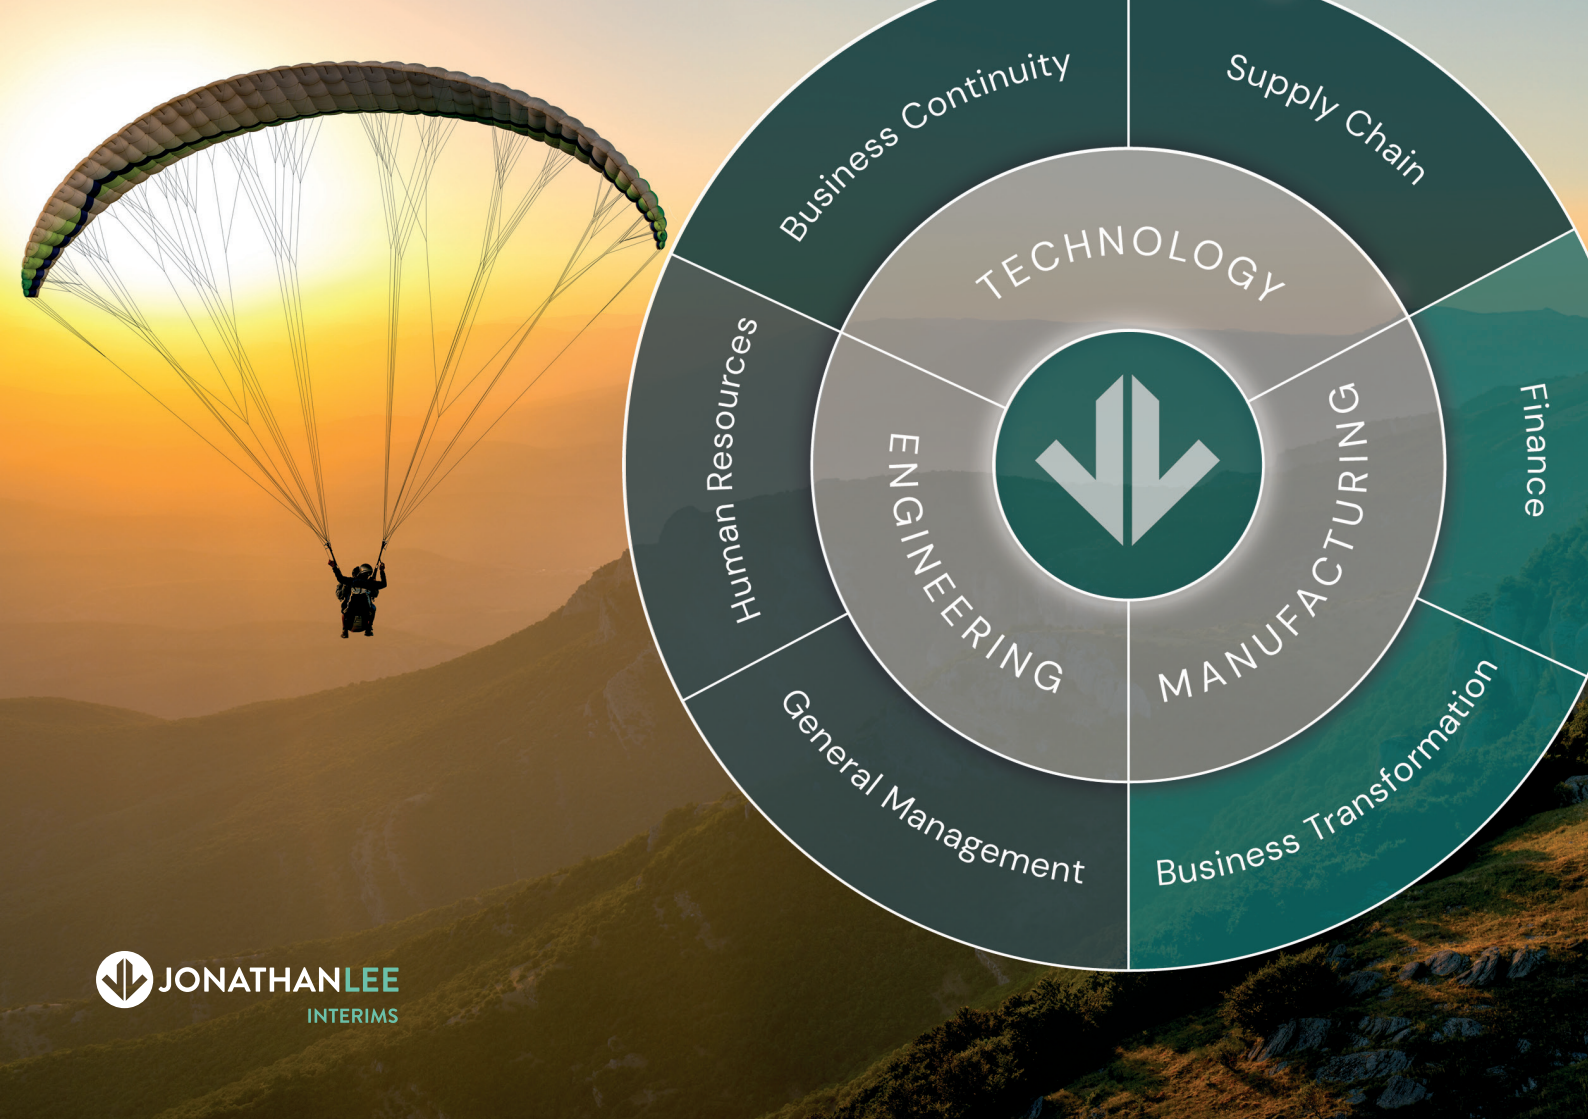 Business Continuity
Supply Chain
TECHNOLOGY
Human Resources
ENGINEERING
MANUFACTURING
Finance
General Management
Business Transformation
JONATHANLEE
INTERIMS